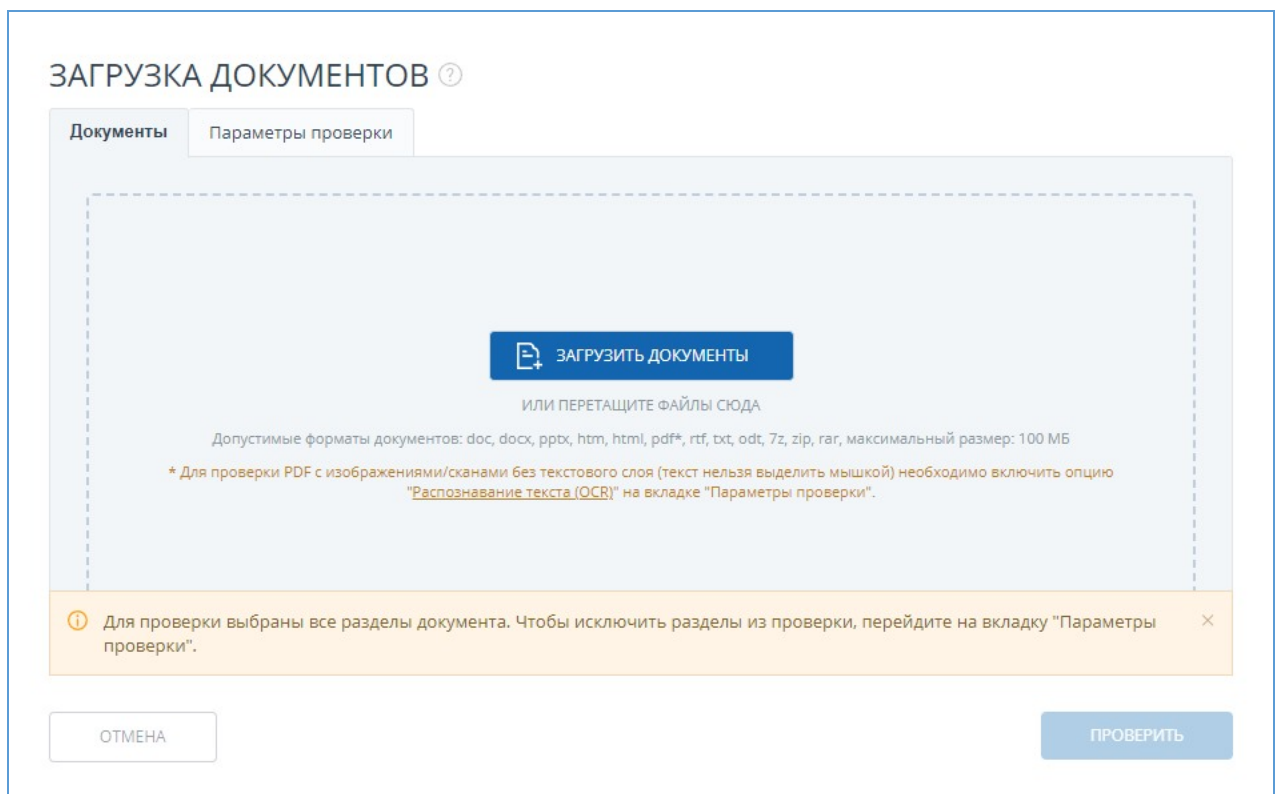 ЗАГРУЗКА ДОКУМЕНТОВ ?
Документы Параметры проверки
ЗАГРУЗИТЬ ДОКУМЕНТЫ
ИЛИ ПЕРЕТАЩИТЕ ФАЙЛЫ СЮДА
Допустимые форматы документов: doc, docx, pptx, htm, html, pdf*, rtf, txt, odt, 7z, zip, rar, максимальный размер: 100 МБ
* Для проверки PDF с изображениями/сканами без текстового слоя (текст нельзя выделить мышкой) необходимо включить опцию
"Распознавание текста (OCR)" на вкладке "Параметры проверки".
Для проверки выбраны все разделы документа. Чтобы исключить разделы из проверки, перейдите на вкладку "Параметры
проверки".
ОТМЕНА ПРОВЕРИТЬ